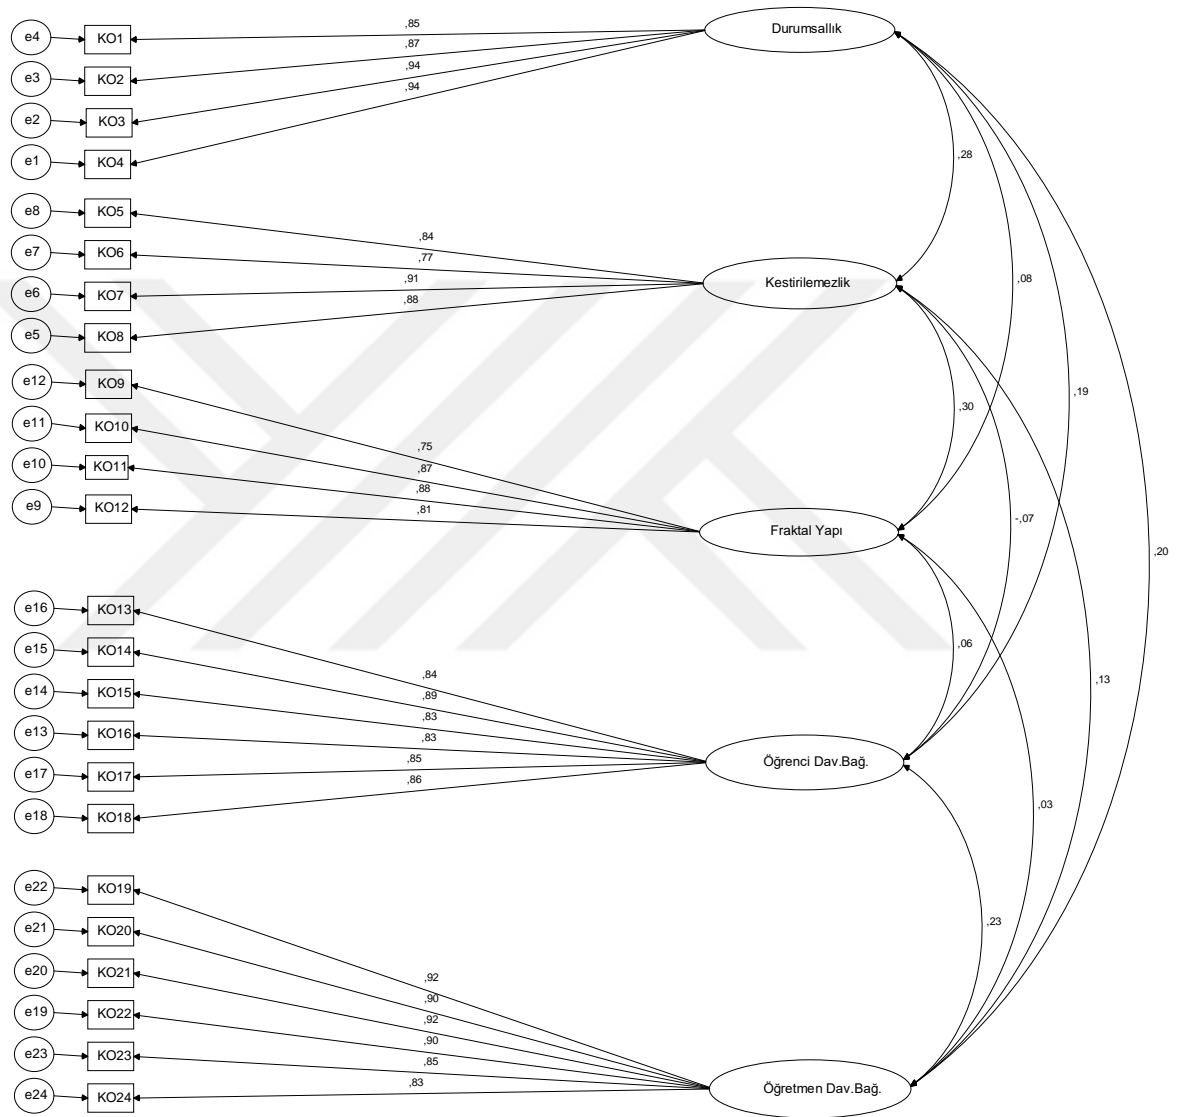 e4 KO1 ,85 Durumsallık
e3 KO2 ,87
e2 KO3 ,94
e1 KO4 ,94
,28
e8 KO5 ,84
e7 KO6 ,77
e6 KO7 ,91 Kestirilemezlik ,08
e5 KO8 ,88
e12 KO9 ,19
,30
e11 KO10 ,75
e10 KO11 ,87
,88
e9 KO12 ,81
Fraktal Yapı -,07
,20
e16 KO13
e15 KO14 ,06
e14 KO15 ,84 ,13
,89
e13 KO16 ,83
,83
e17 KO17 ,85 Öğrenci Dav.Bağ.
e18 KO18 ,86 ,03
e22 KO19
e21 KO20 ,23
e20 KO21 ,92
,90
e19 KO22 ,92
,90
e23 KO23 ,85
e24 KO24 ,83 Öğretmen Dav.Bağ.